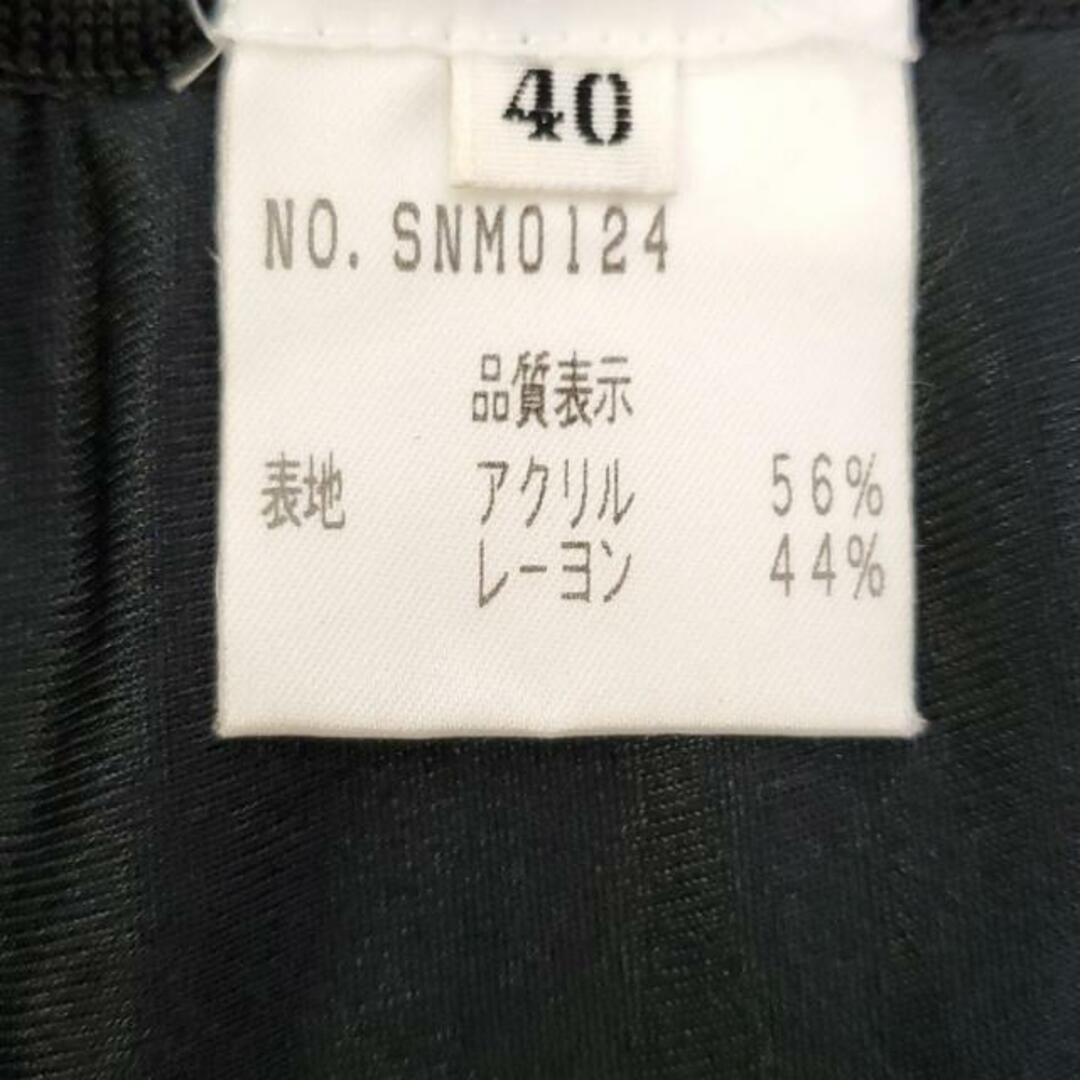 40
NO. SNM0124
品質表示
表地 アクリル 56%
レーヨン 44%